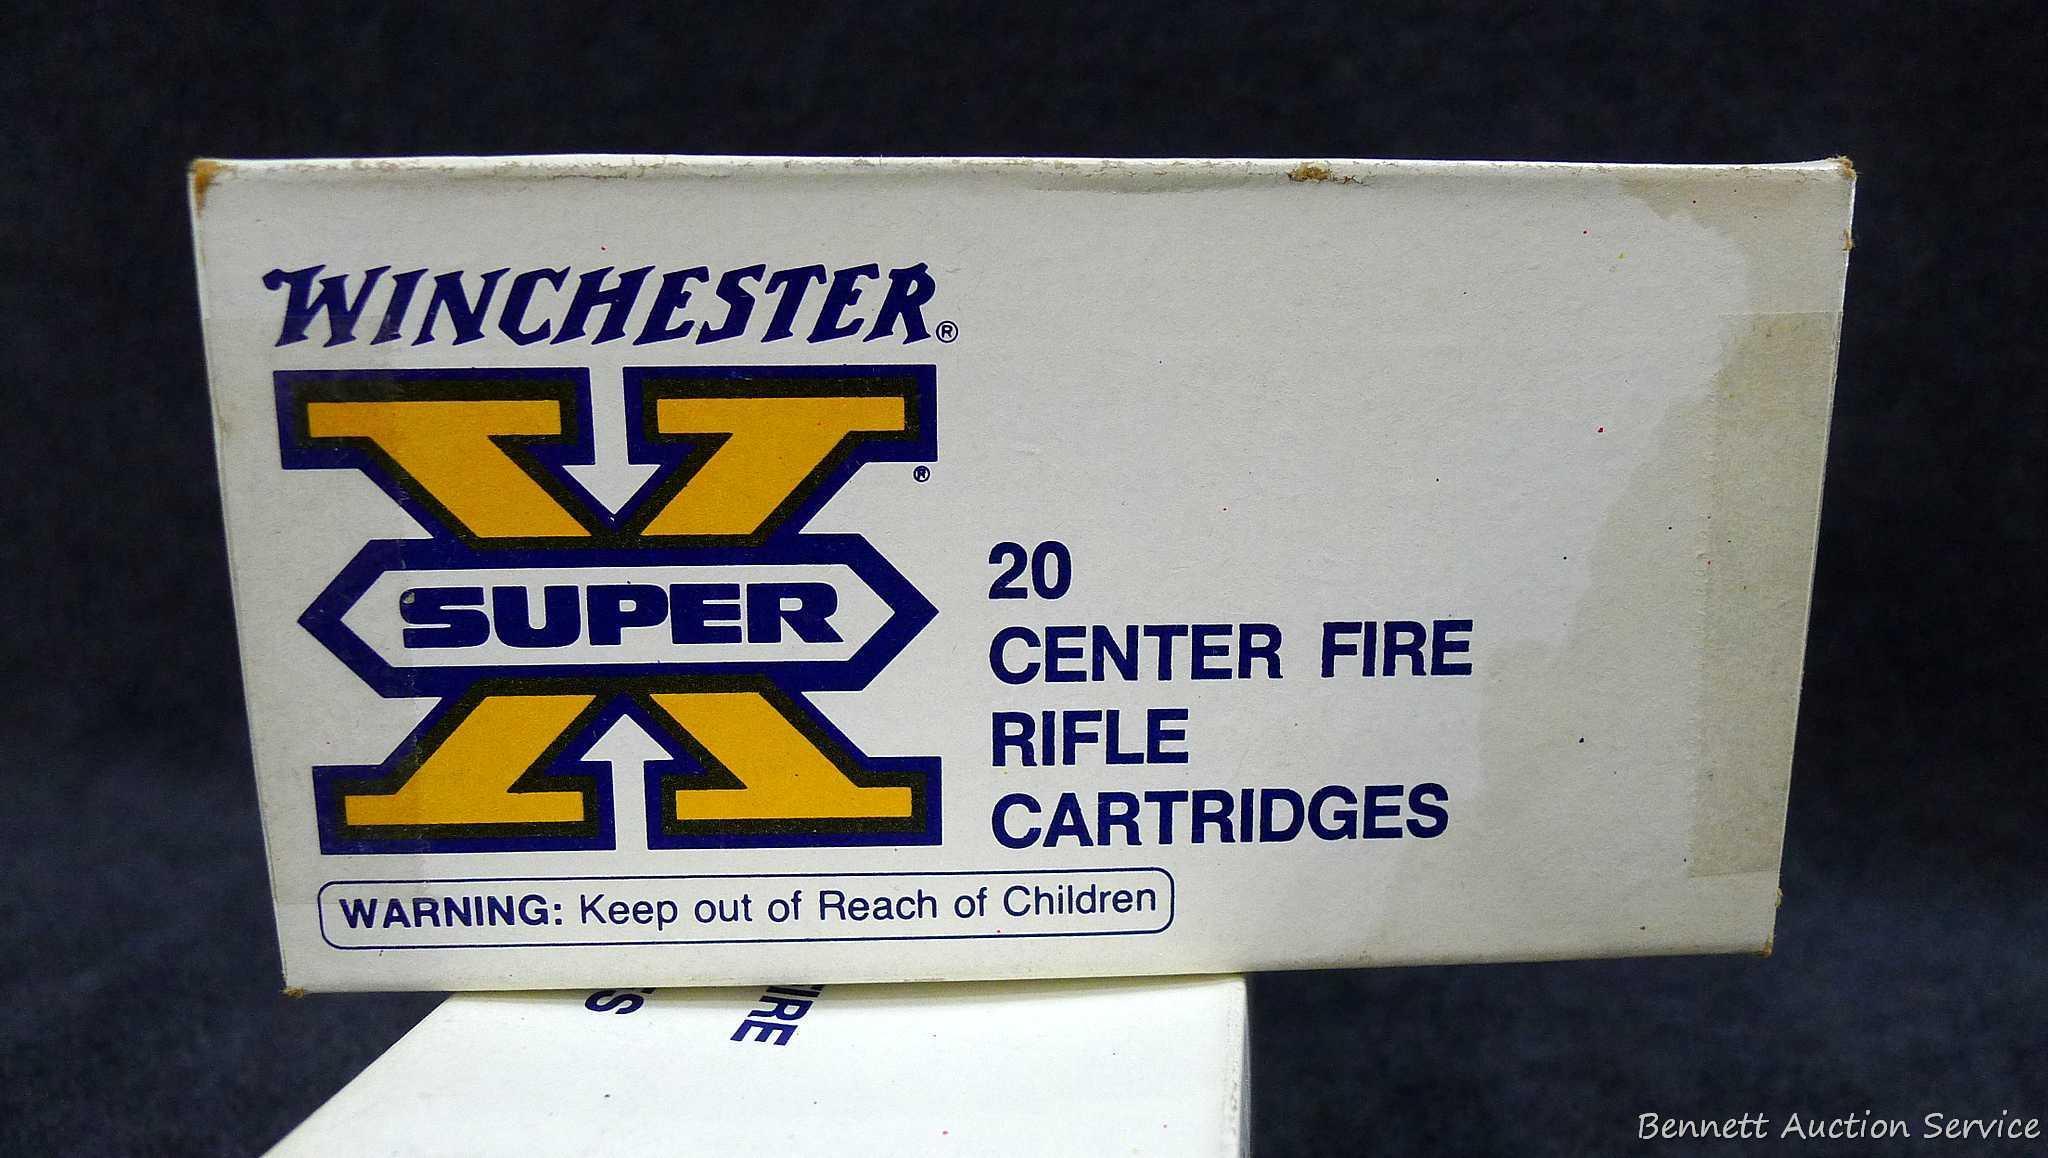 WINCHESTER®
X®
SUPER
20
CENTER FIRE
RIFLE
CARTRIDGES
WARNING: Keep out of Reach of Children
Bennett Auction Service